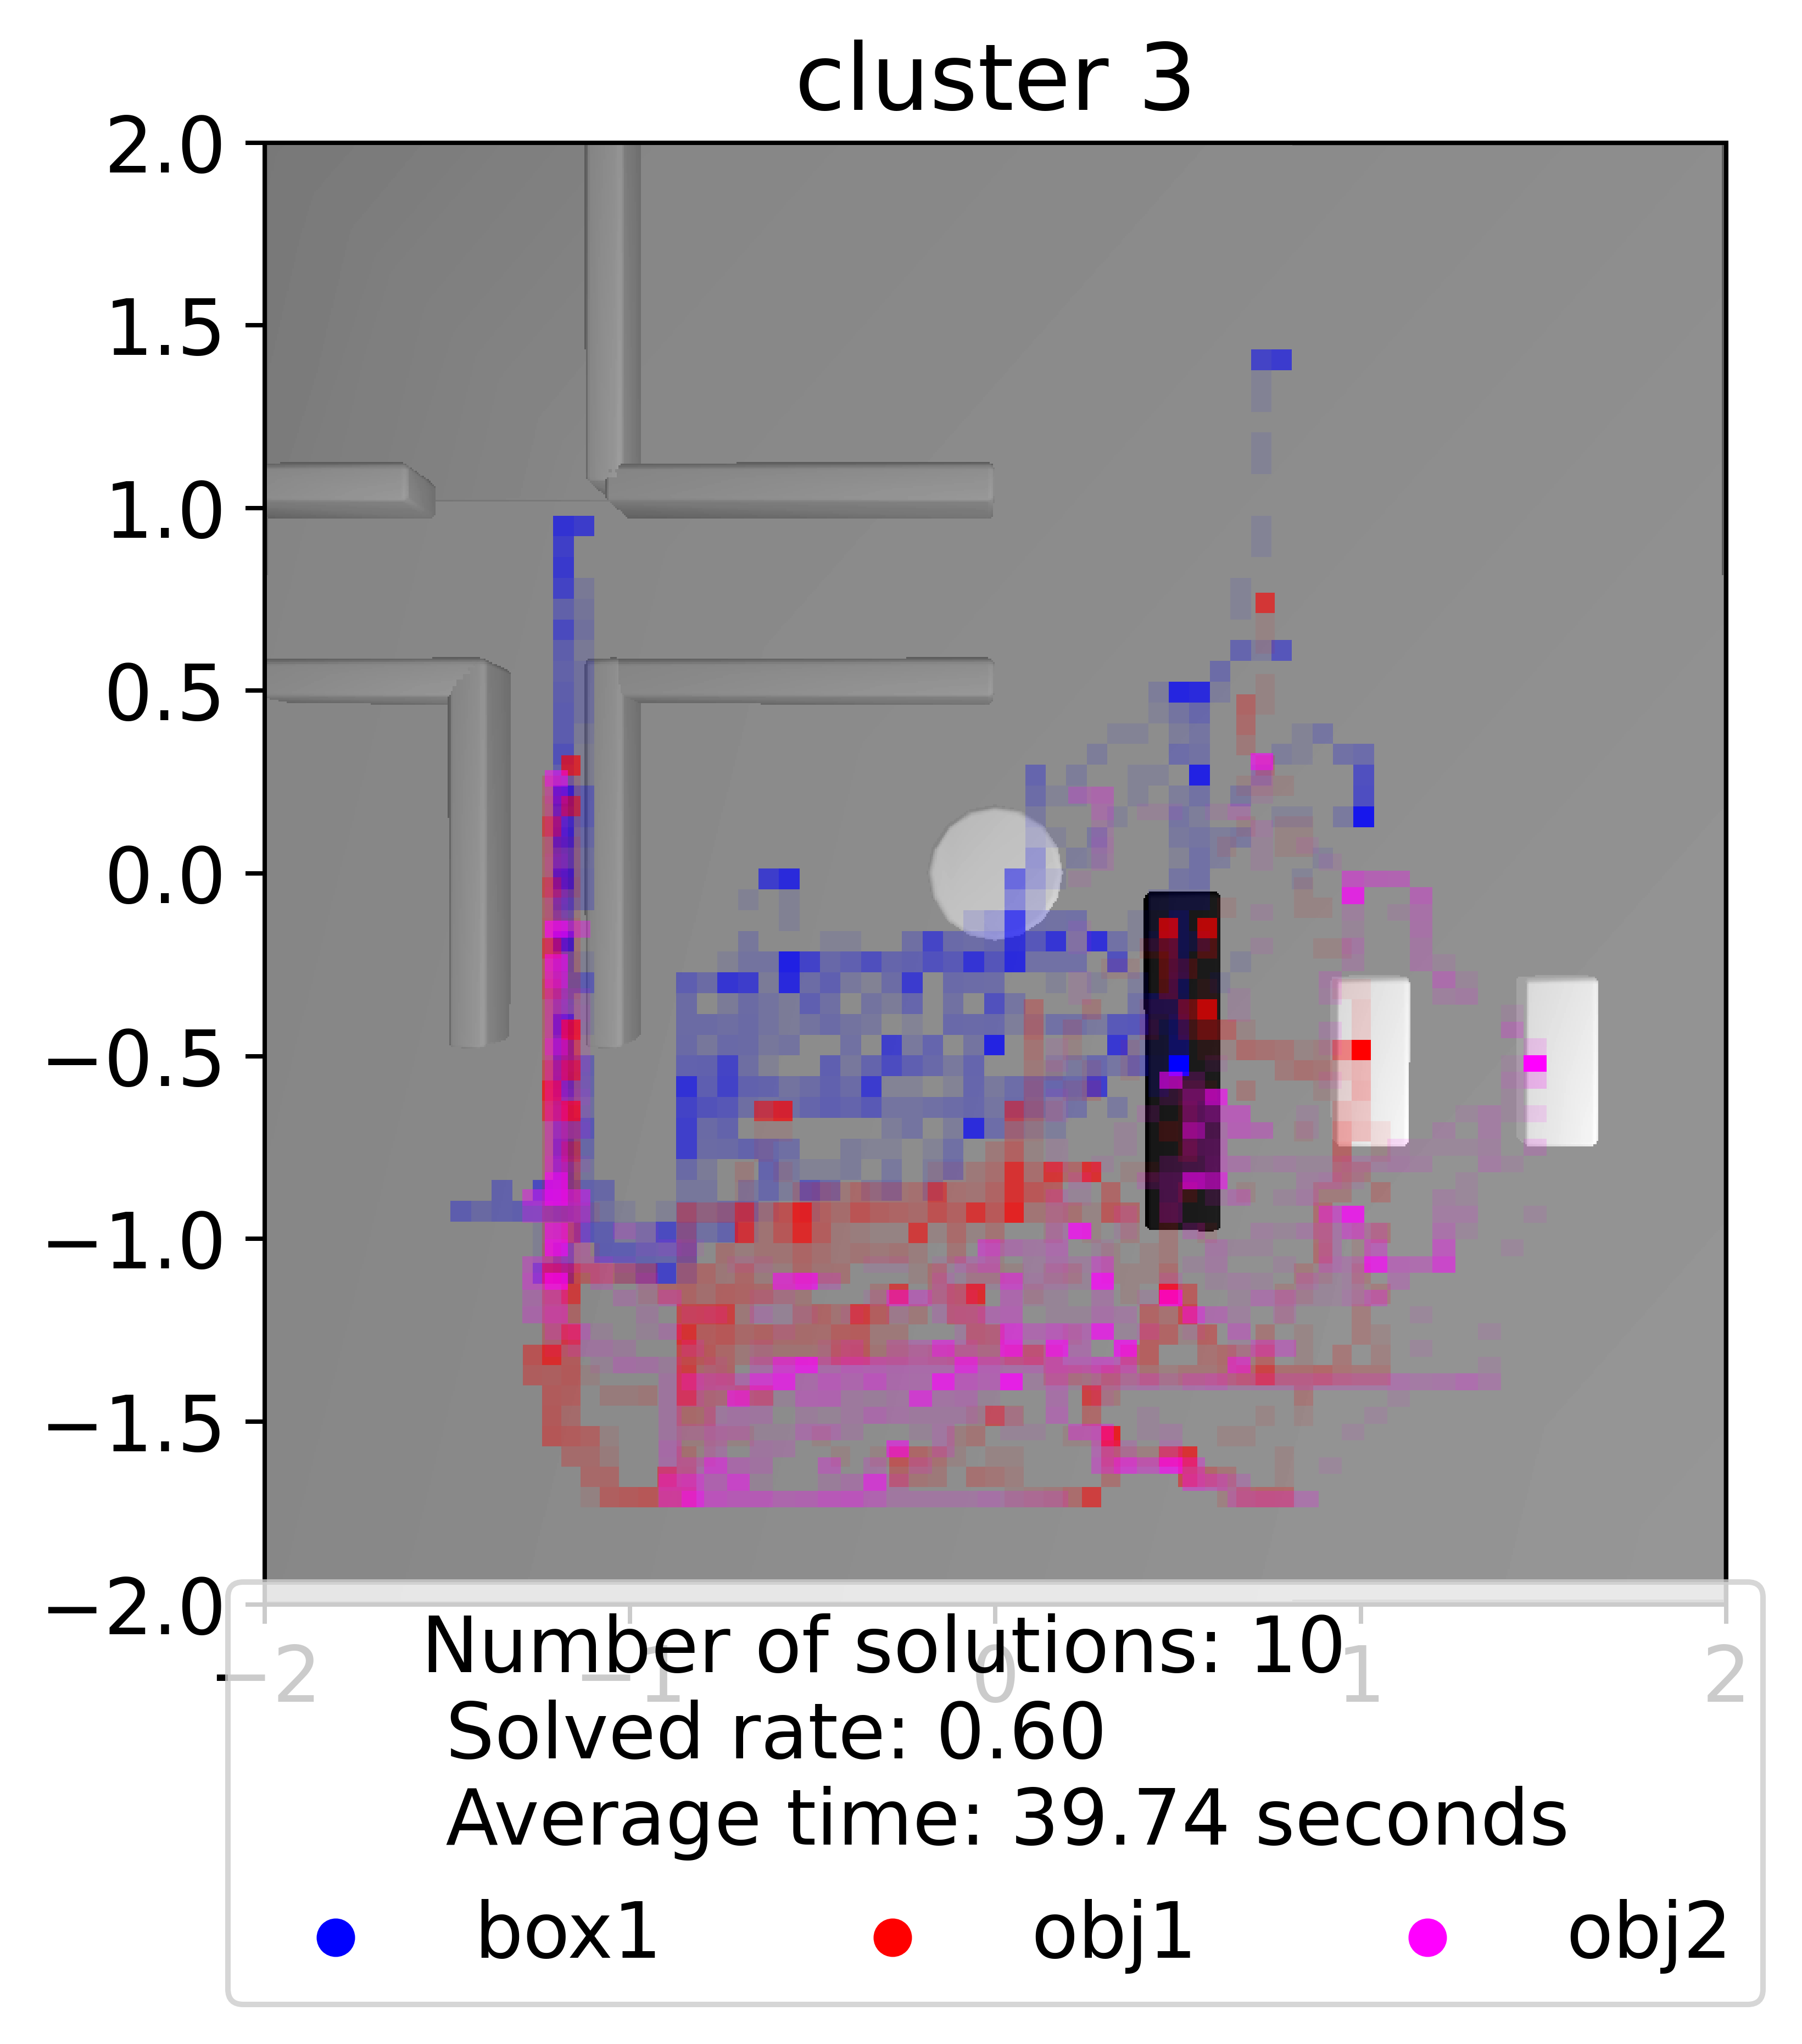 cluster 3
2.0
1.5
1.0
0.5
0.0
−0.5
−1.0
−1.5
−2.0
−2 −1 0 1 2
Number of solutions: 10
Solved rate: 0.60
Average time: 39.74 seconds
box1 obj1 obj2